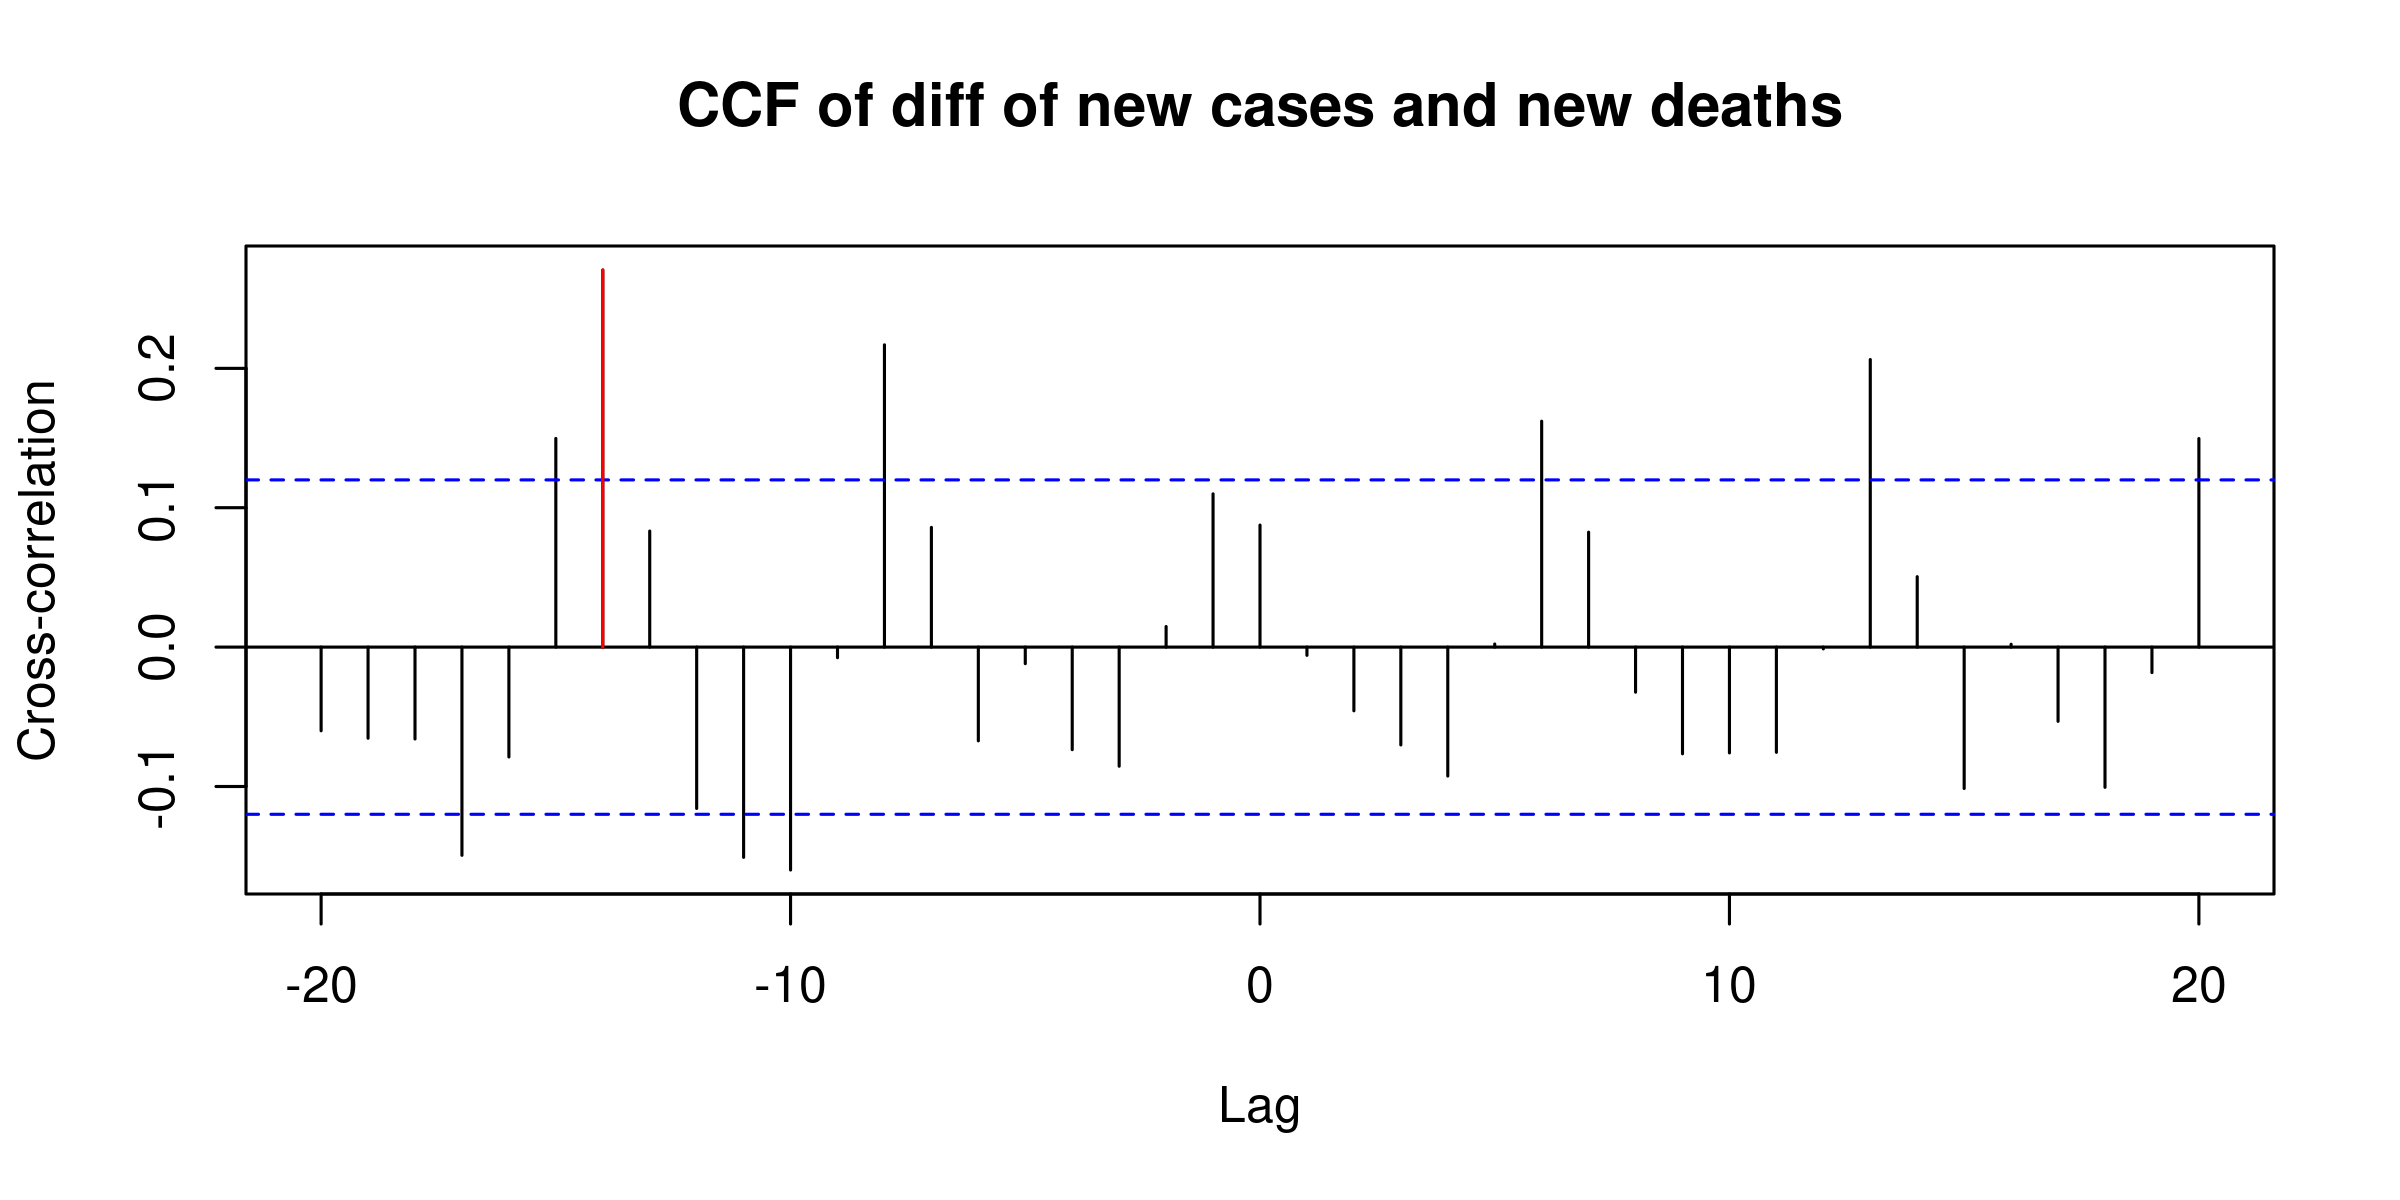 CCF of diff of new cases and new deaths
Cross-correlation
0.2
0.1
0.0
-0.1
-20 -10 0 10 20
Lag